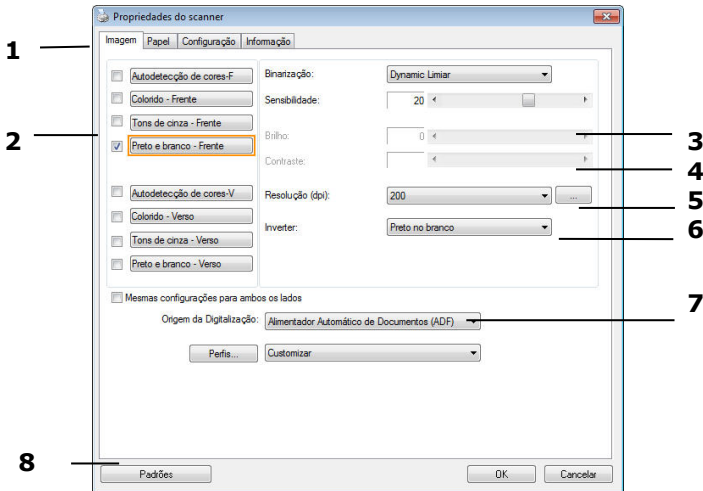 Propriedades do scanner
Imagem Papel Configuração Informação
1
Autodetecção de cores-F Binarização: Dynamic Limiar
Colorido - Frente Sensibilidade: 20
Tons de cinza - Frente
2 Preto e branco - Frente Brilho: 0 3
Contraste: 4
Autodetecção de cores-V Resolução (dpi): 200 ... 5
Colorido - Verso Inverter: Preto no branco 6
Tons de cinza - Verso
Preto e branco - Verso
Mesmas configurações para ambos os lados 7
Origem da Digitalização: Alimentador Automático de Documentos (ADF)
Perfis... Customizar
8
Padrões OK Cancelar